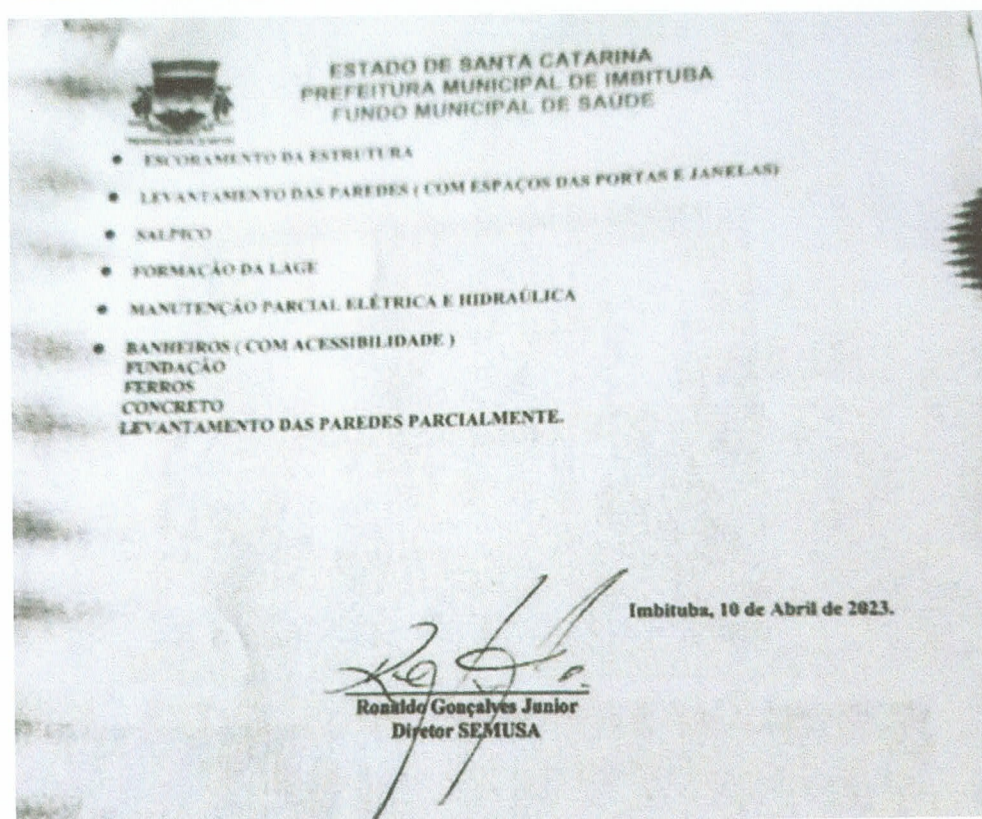 ESTADO DE SANTA CATARINA
PREFEITURA MUNICIPAL DE IMBITUBA
FUNDO MUNICIPAL DE SAÚDE
• ESCORAMENTO DA ESTRUTURA
• LEVANTAMENTO DAS PAREDES ( COM ESPAÇOS DAS PORTAS E JANELAS)
• SALPICO
• FORMAÇÃO DA LAGE
• MANUTENÇÃO PARCIAL ELÉTRICA E HIDRAÚLICA
• BANHEIROS ( COM ACESSIBILIDADE )
FUNDAÇÃO
FERROS
CONCRETO
LEVANTAMENTO DAS PAREDES PARCIALMENTE.
Imbituba, 10 de Abril de 2023.
Ronaldo Gonçalves Junior
Diretor SEMUSA